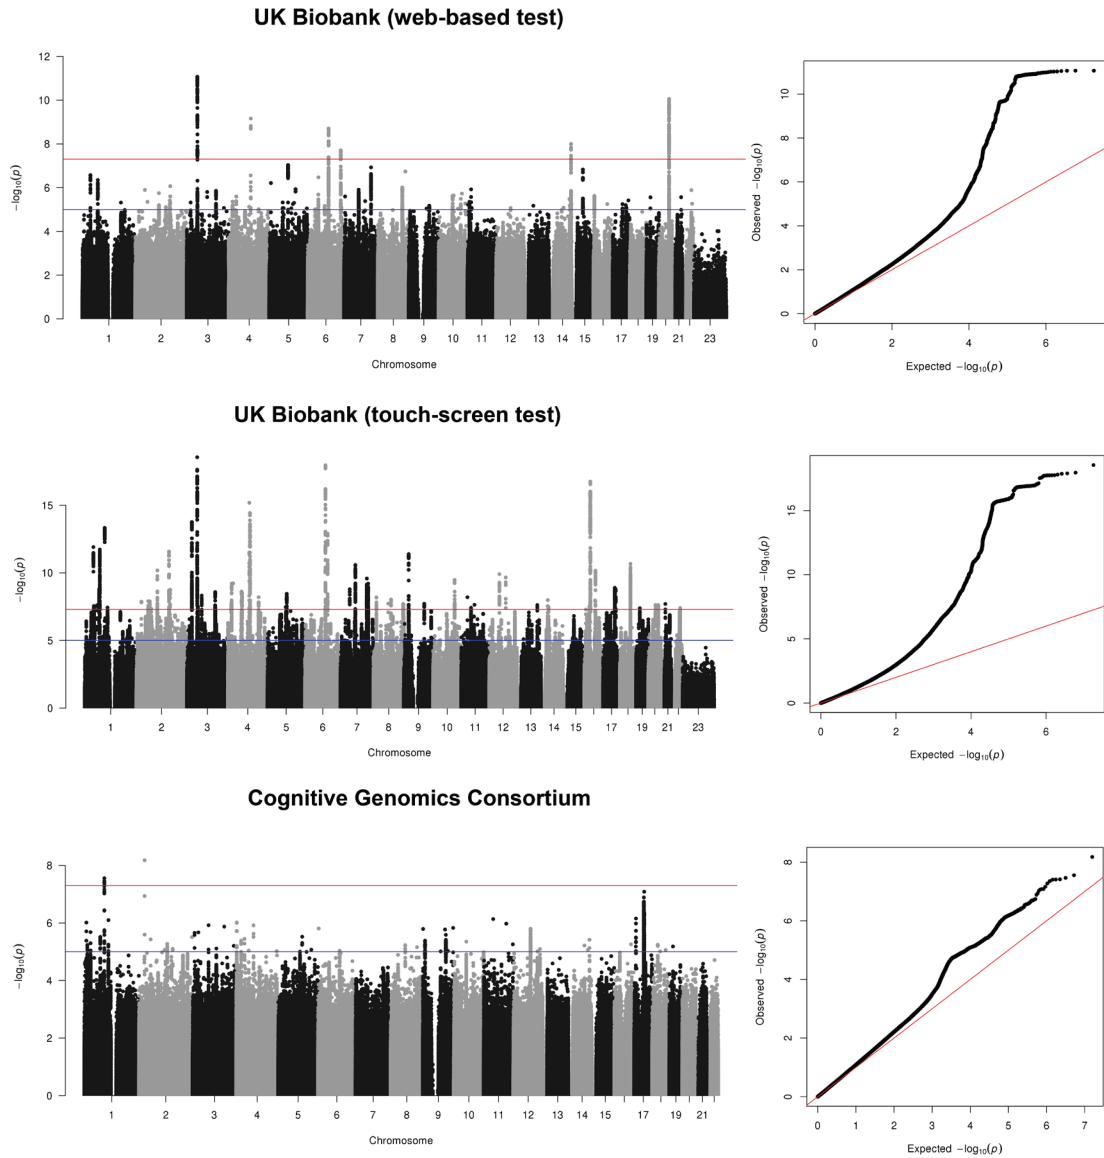 UK Biobank (web-based test)
12
10
8
6
4
2
0
−log₁₀(p)
1 2 3 4 5 6 7 8 9 10 11 12 13 14 15 17 19 21 23
Chromosome
10
8
6
4
2
0
Observed −log₁₀(p)
0 2 4 6
Expected −log₁₀(p)
UK Biobank (touch-screen test)
15
10
5
0
−log₁₀(p)
1 2 3 4 5 6 7 8 9 10 11 12 13 14 15 17 19 21 23
Chromosome
15
10
5
0
Observed −log₁₀(p)
0 2 4 6
Expected −log₁₀(p)
Cognitive Genomics Consortium
8
6
4
2
0
−log₁₀(p)
1 2 3 4 5 6 7 8 9 10 11 12 13 14 15 17 19 21
Chromosome
8
6
4
2
0
Observed −log₁₀(p)
0 1 2 3 4 5 6 7
Expected −log₁₀(p)